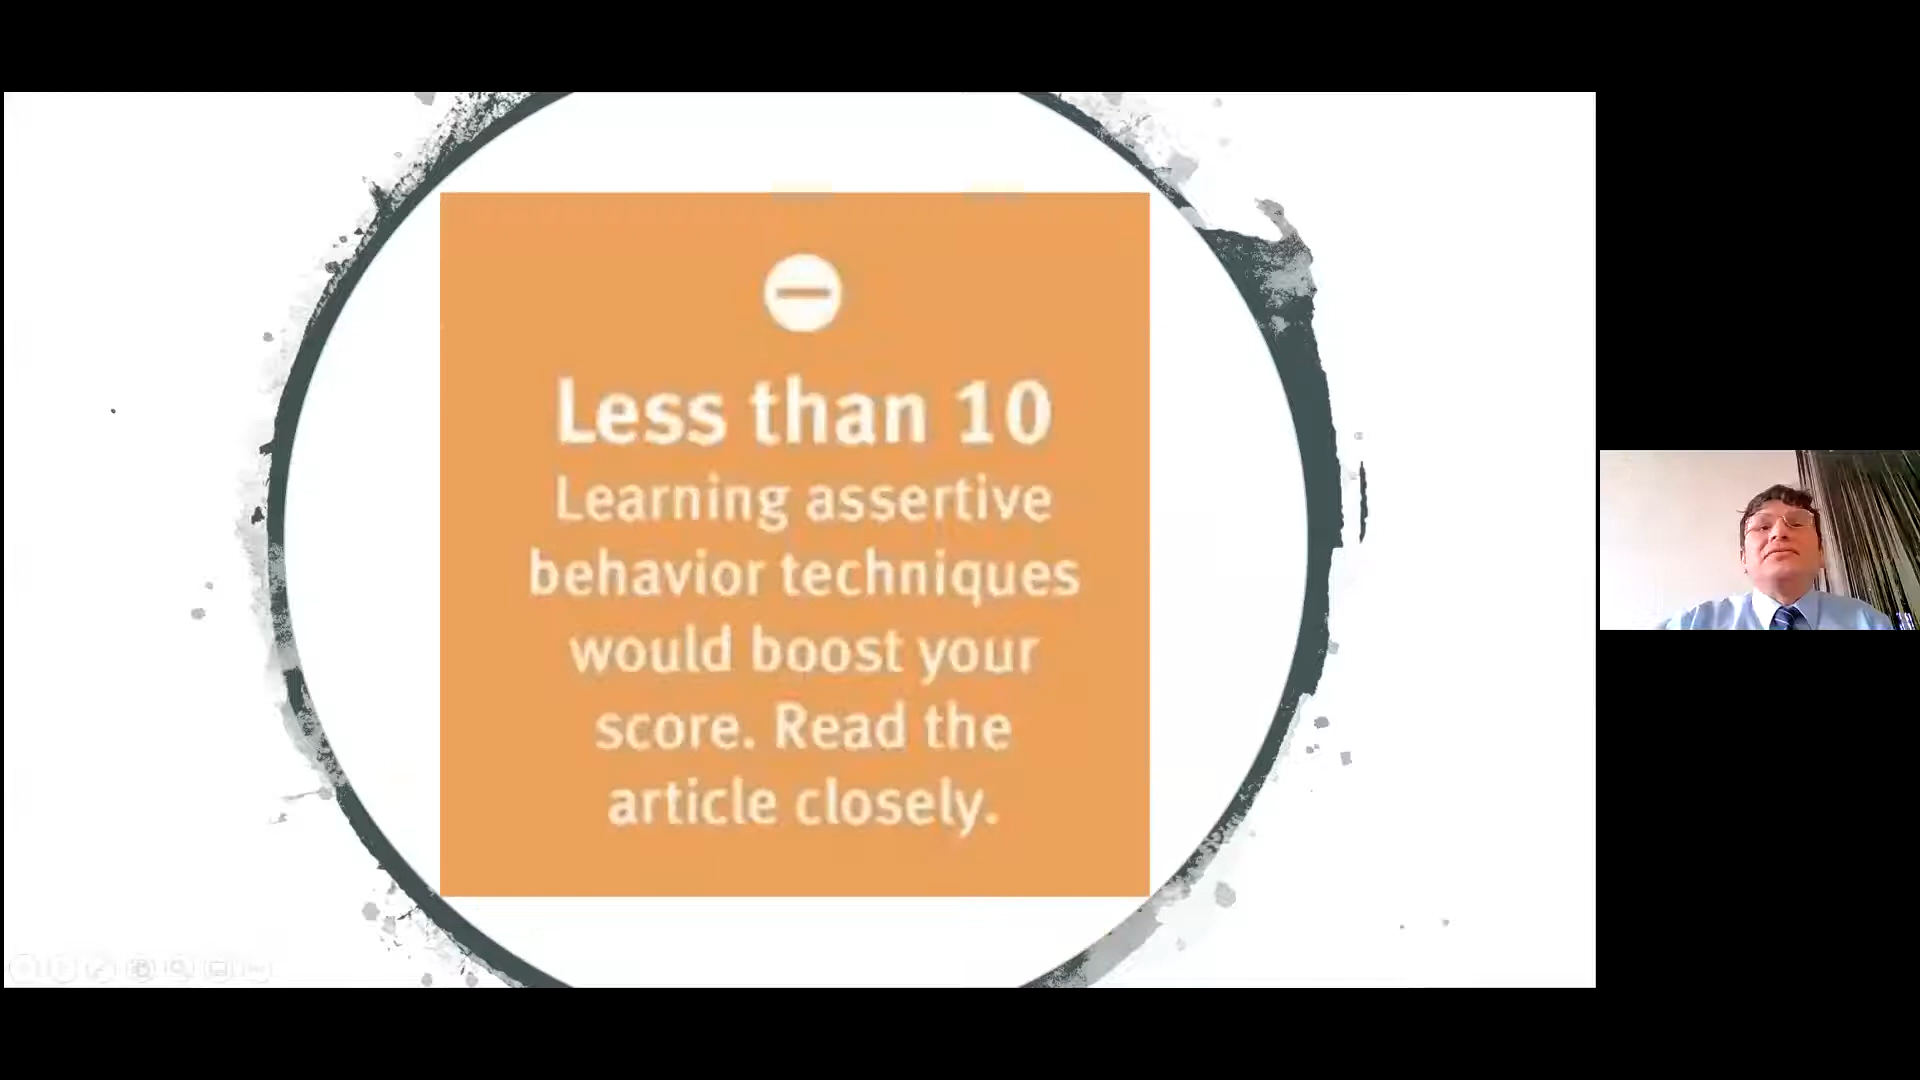 Less than 10
Learning assertive
behavior techniques
would boost your
score. Read the
article closely.